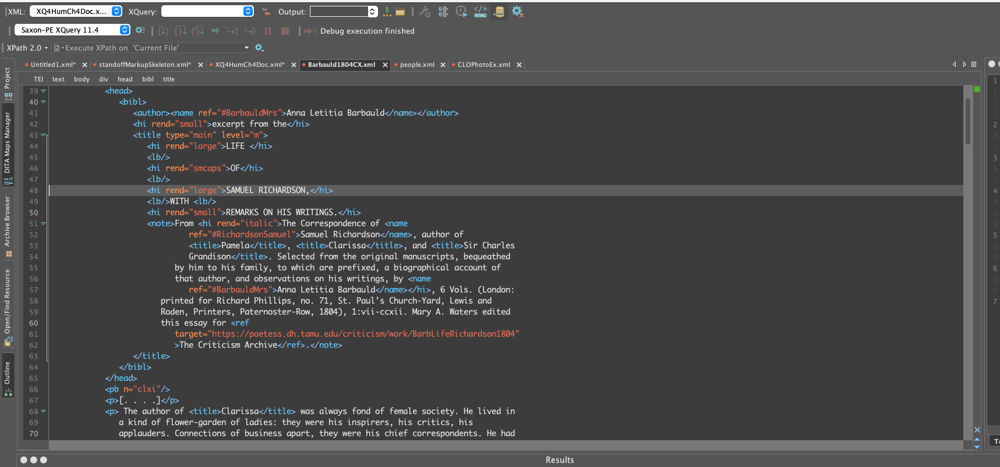 XML: XQ4HumCh4Doc.x... XQuery: Output:
Saxon-PE XQuery 11.4 Debug execution finished
XPath 2.0 Execute XPath on 'Current File'
Untitled1.xml* standoffMarkupSkeleton.xml* XQ4HumCh4Doc.xml* Barbauld1804CX.xml people.xml CLOPhotoEx.xml
TEI text body div head bibl title
Project
DITA Maps Manager
Archive Browser
Open/Find Resource
Outline
39 <head>
40 <bibl>
41 <author><name ref="#BarbauldMrs">Anna Letitia Barbauld</name></author>
42 <hi rend="small">excerpt from the</hi>
43 <title type="main" level="m">
44 <hi rend="large">LIFE </hi>
45 <lb/>
46 <hi rend="smcaps">OF</hi>
47 <lb/>
48 <hi rend="large">SAMUEL RICHARDSON,</hi>
49 <lb/>WITH <lb/>
50 <hi rend="small">REMARKS ON HIS WRITINGS.</hi>
51 <note>From <hi rend="italic">The Correspondence of <name
52 ref="#RichardsonSamuel">Samuel Richardson</name>, author of
53 <title>Pamela</title>, <title>Clarissa</title>, and <title>Sir Charles
54 Grandison</title>. Selected from the original manuscripts, bequeathed
55 by him to his family, to which are prefixed, a biographical account of
56 that author, and observations on his writings, by <name
57 ref="#BarbauldMrs">Anna Letitia Barbauld</name></hi>, 6 Vols. (London:
58 printed for Richard Phillips, no. 71, St. Paul's Church-Yard, Lewis and
59 Roden, Printers, Paternoster-Row, 1804), 1:vii-ccxii. Mary A. Waters edited
60 this essay for <ref
61 target="https://poetess.dh.tamu.edu/criticism/work/BarbLifeRichardson1804"
62 >The Criticism Archive</ref>.</note>
63 </title>
64 </bibl>
65 </head>
66 <pb n="clxi"/>
67 <p>[. . . .]</p>
68 <p> The author of <title>Clarissa</title> was always fond of female society. He lived in
69 a kind of flower-garden of ladies: they were his inspirers, his critics, his
70 applauders. Connections of business apart, they were his chief correspondents. He had
Results